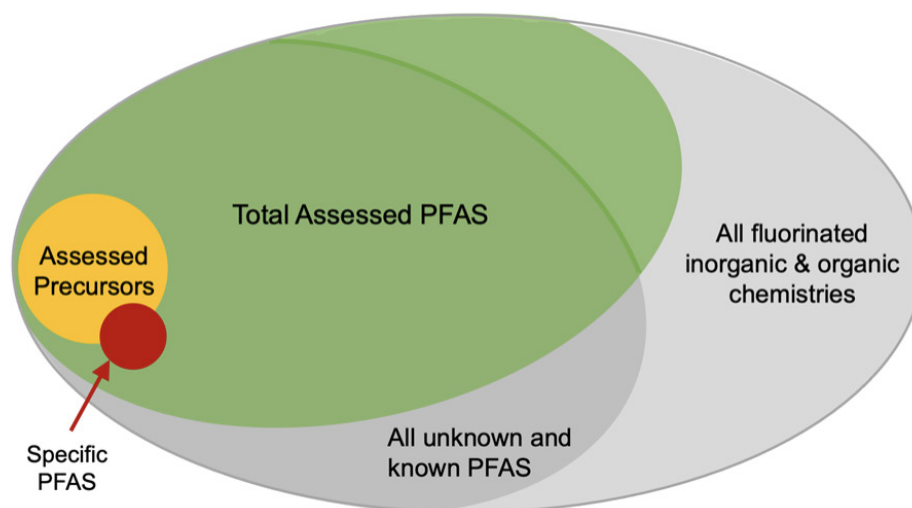 Total Assessed PFAS
Assessed
Precursors
All fluorinated
inorganic & organic
chemistries
Specific
PFAS
All unknown and
known PFAS